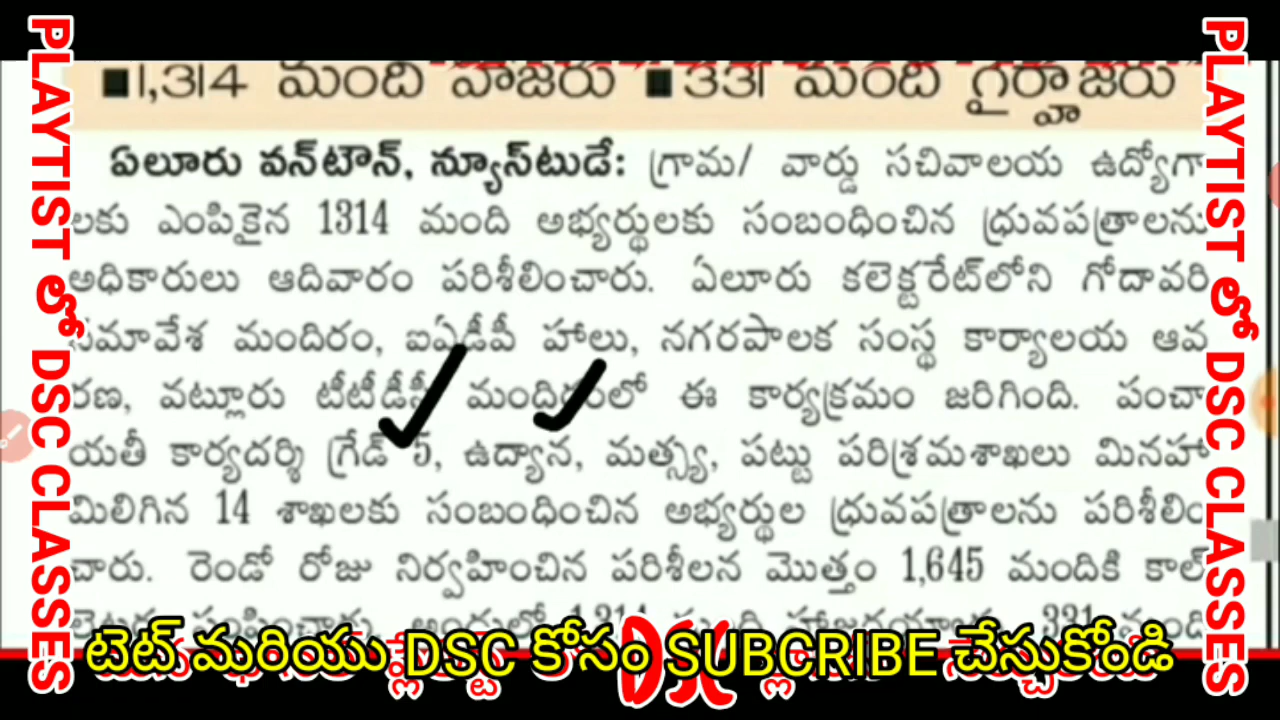 ■1,314 మంది హాజరు ■331 మంది గైర్హాజరు
ఏలూరు వన్‌టౌన్, న్యూస్‌టుడే: గ్రామ/ వార్డు సచివాలయ ఉద్యోగా
లకు ఎంపికైన 1314 మంది అభ్యర్థులకు సంబంధించిన ధ్రువపత్రాలను
అధికారులు ఆదివారం పరిశీలించారు. ఏలూరు కలెక్టరేట్‌లోని గోదావరి
సమావేశ మందిరం, ఐఏడీపీ హాలు, నగరపాలక సంస్థ కార్యాలయ ఆవ
రణ, వట్లూరు టీటీడీసీ ఈ కార్యక్రమం జరిగింది. పంచా
యతీ కార్యదర్శి గ్రేడ్ 5, ఉద్యాన, మత్స్య, పట్టు పరిశ్రమశాఖలు మినహా
మిలిగిన 14 శాఖలకు సంబంధించిన అభ్యర్థుల ధ్రువపత్రాలను పరిశీలిం
చారు. రెండో రోజు నిర్వహించిన పరిశీలన మొత్తం 1,645 మందికి కాల్
టెట్ మరియు DSC కోసం SUBCRIBE చేస్తుకోండి
DSC
PLAYTIST లో DSC CLASSES
PLAYTIST లో DSC CLASSES